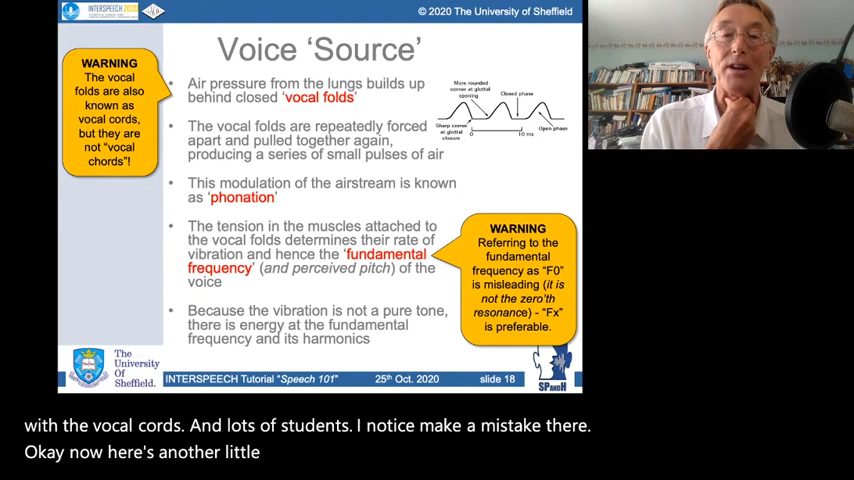 INTERSPEECH 2020
© 2020 The University of Sheffield
Voice ‘Source’
WARNING
The vocal
folds are also
known as
vocal cords,
but they are
not “vocal
chords”!
• Air pressure from the lungs builds up
behind closed ‘vocal folds’
• The vocal folds are repeatedly forced
apart and pulled together again,
producing a series of small pulses of air
• This modulation of the airstream is known
as ‘phonation’
• The tension in the muscles attached to
the vocal folds determines their rate of
vibration and hence the ‘fundamental
frequency’ (and perceived pitch) of the
voice
• Because the vibration is not a pure tone,
there is energy at the fundamental
frequency and its harmonics
More rounded
corner at glottal
opening
Closed phase
Sharp corner
at glottal
closure
0
10 ms
Open phase
WARNING
Referring to the
fundamental
frequency as “F0”
is misleading (it is
not the zero’th
resonance) - “Fx”
is preferable.
The
University
Of
Sheffield.
INTERSPEECH Tutorial “Speech 101”
25th Oct. 2020
slide 18
SPandH
with the vocal cords. And lots of students. I notice make a mistake there.
Okay now here's another little